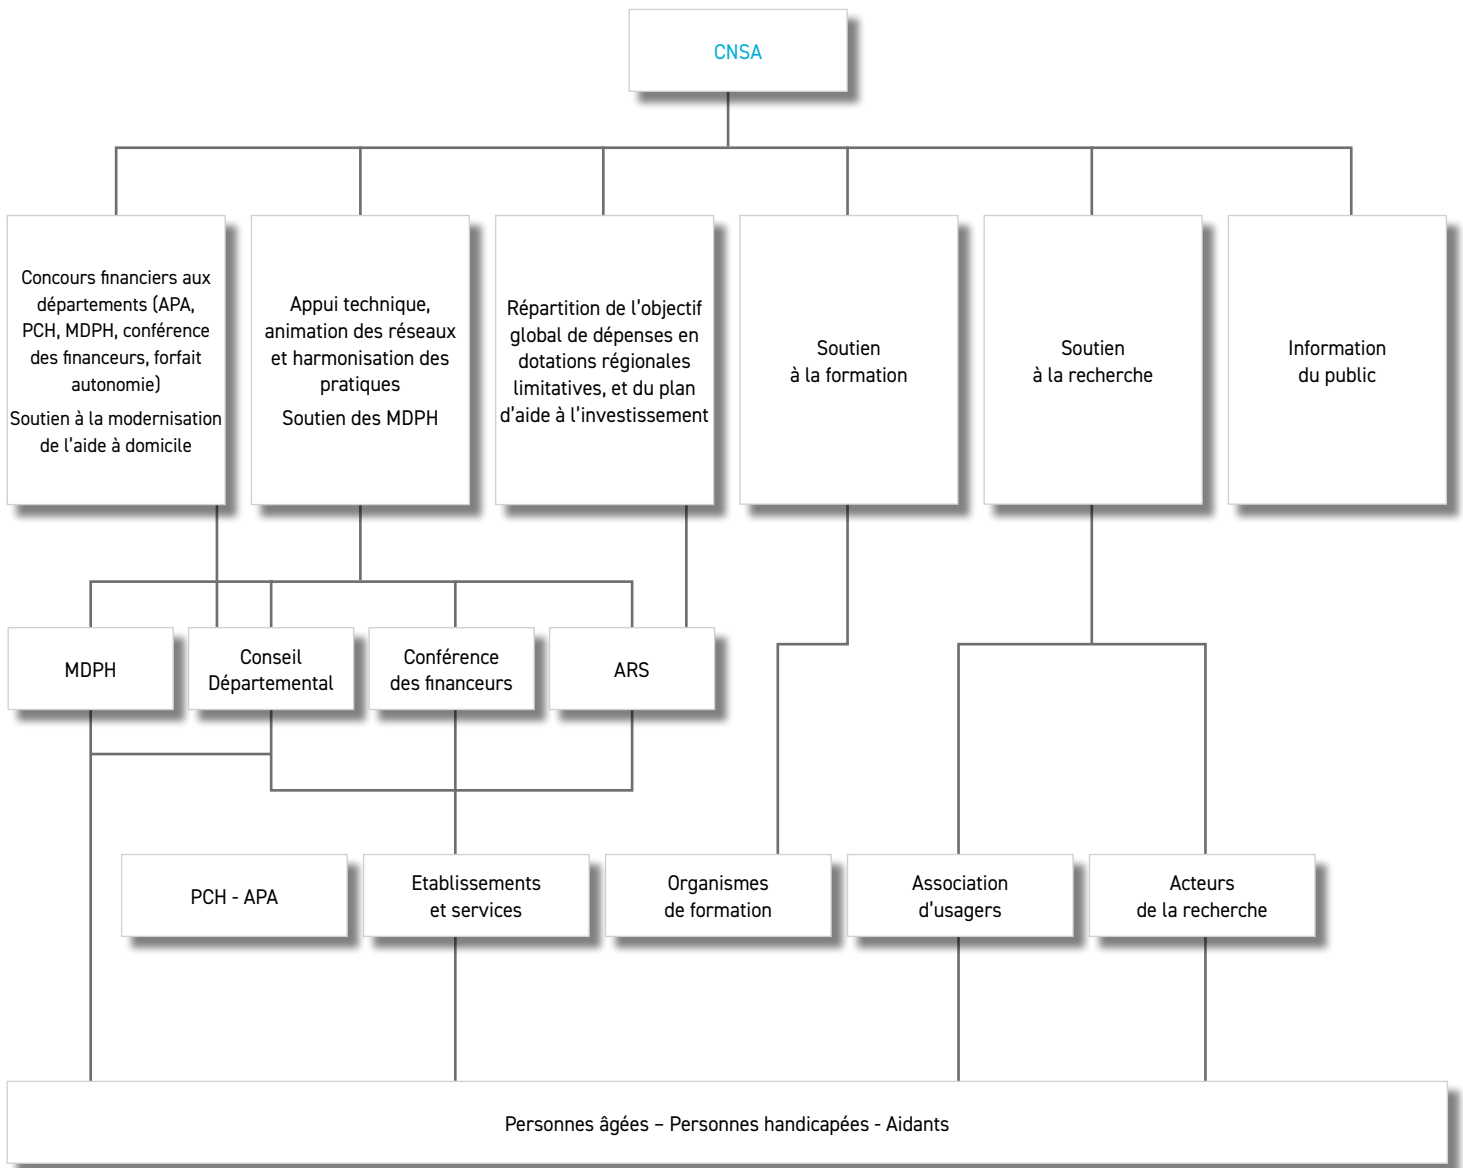 CNSA
Concours financiers aux
départements (APA,
PCH, MDPH, conférence
des financeurs, forfait
autonomie)
Soutien à la modernisation
de l'aide à domicile
Appui technique,
animation des réseaux
et harmonisation des
pratiques
Soutien des MDPH
Répartition de l'objectif
global de dépenses en
dotations régionales
limitatives, et du plan
d'aide à l'investissement
Soutien
à la formation
Soutien
à la recherche
Information
du public
MDPH
Conseil
Départemental
Conférence
des financeurs
ARS
PCH - APA
Etablissements
et services
Organismes
de formation
Association
d'usagers
Acteurs
de la recherche
Personnes âgées – Personnes handicapées - Aidants